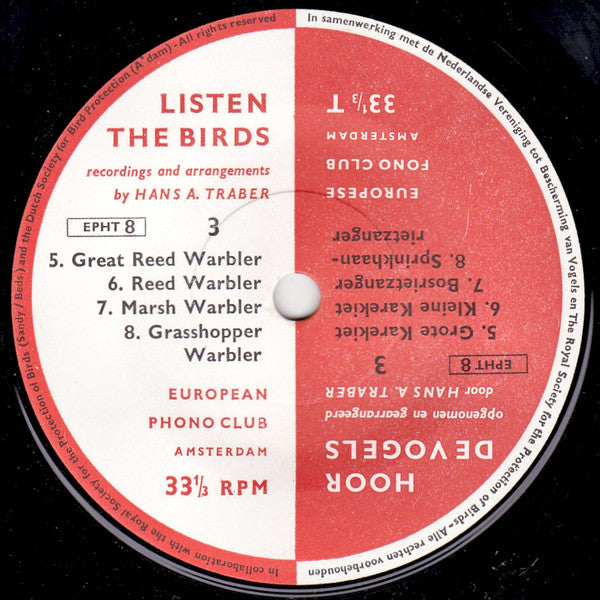 LISTEN
THE BIRDS
recordings and arrangements
by HANS A. TRABER
EPHT 8
3
5. Great Reed Warbler
6. Reed Warbler
7. Marsh Warbler
8. Grasshopper
Warbler
EUROPEAN
PHONO CLUB
AMSTERDAM
33⅓ RPM
In collaboration with the Royal Society for the Protection of Birds (Sandy / Beds.) and the Dutch Society for Bird Protection (A'dam) - All rights reserved
HOOR
DE VOGELS
opgenomen en gearrangeerd
door HANS A. TRABER
EPHT 8
3
5. Grote Karekiet
6. Kleine Karekiet
7. Bosrietzanger
8. Sprinkhaan-
rietzanger
EUROPESE
FONO CLUB
AMSTERDAM
33⅓ T
In samenwerking met de Nederlandse Vereniging tot Bescherming van Vogels en The Royal Society for the Protection of Birds - Alle rechten voorbehouden